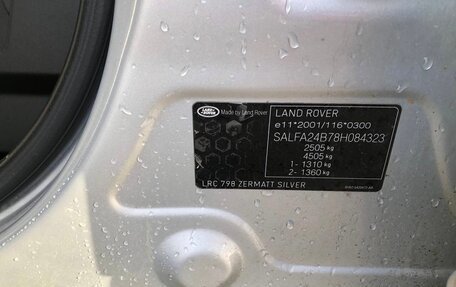 LAND ROVER
Made by Land Rover
LAND ROVER
e11*2001/116*0300
SALFA24B78H084323
2505 kg
4505 kg
1- 1310 kg
2- 1360 kg
LRC 798 ZERMATT SILVER